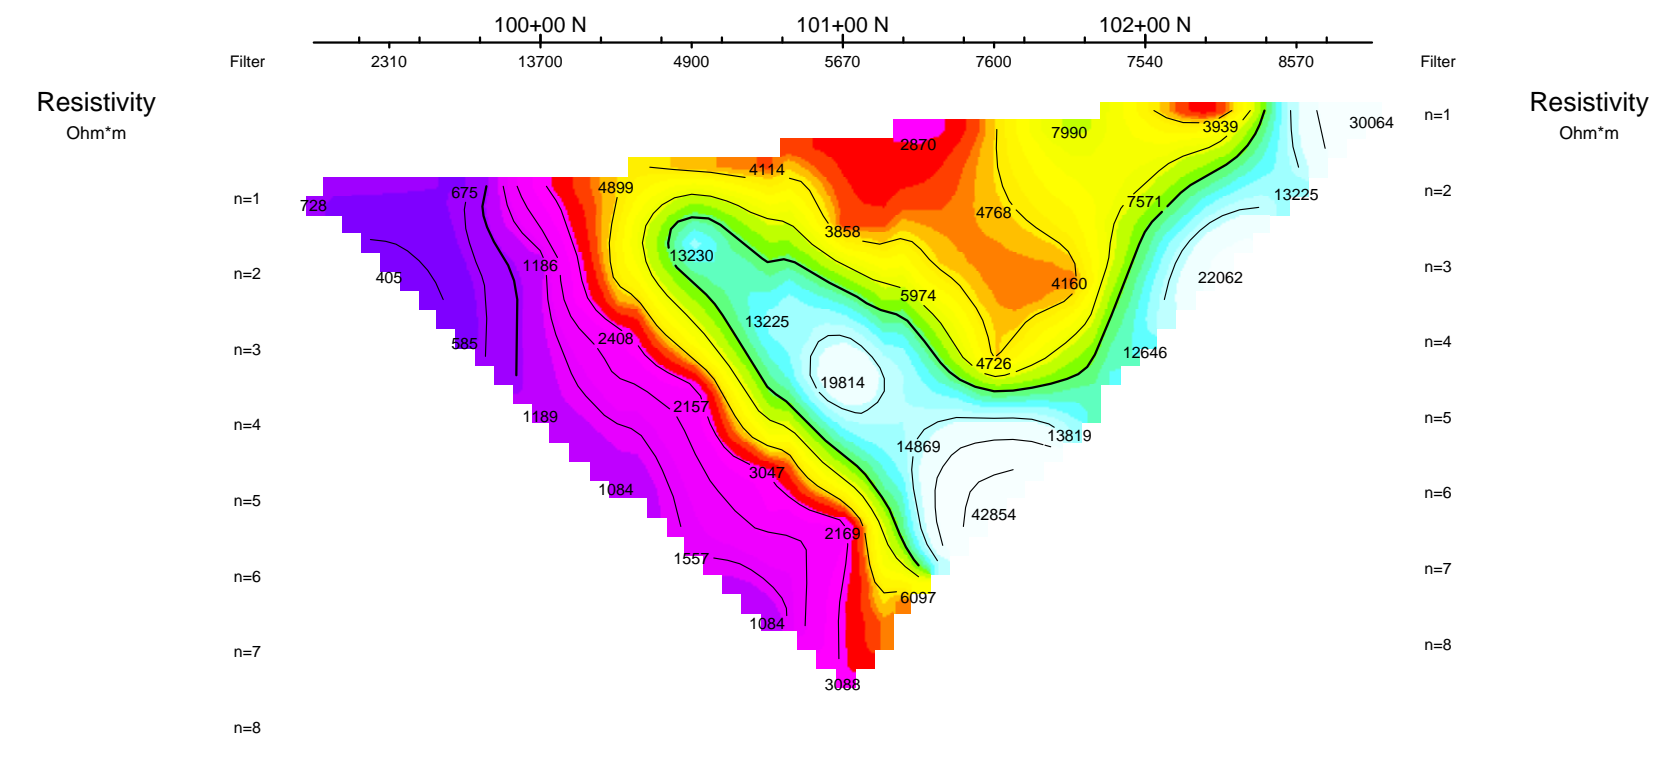 100+00 N 101+00 N 102+00 N
Filter 2310 13700 4900 5670 7600 7540 8570 Filter
Resistivity Resistivity
Ohm*m Ohm*m
n=1
30064
3939
7990
2870
4114
4899
675
n=2
13225
n=1
728
7571
4768
3858
13230
1186
n=3
n=2
405
22062
4160
5974
13225
2408
585
n=3
n=4
12646
4726
19814
2157
1189
n=4
n=5
13819
14869
3047
1084
n=5
n=6
42854
2169
1557
n=6
n=7
6097
1084
n=7
n=8
3088
n=8